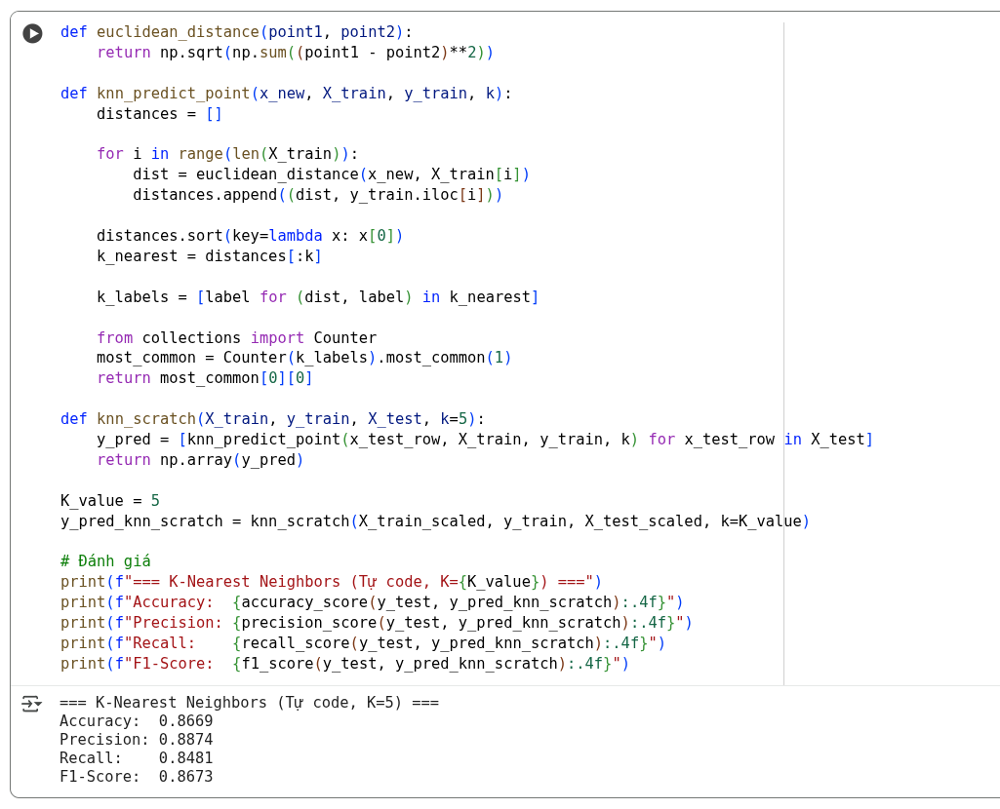 def euclidean_distance(point1, point2):
    return np.sqrt(np.sum((point1 - point2)**2))
def knn_predict_point(x_new, X_train, y_train, k):
    distances = []
    for i in range(len(X_train)):
        dist = euclidean_distance(x_new, X_train[i])
        distances.append((dist, y_train.iloc[i]))
    distances.sort(key=lambda x: x[0])
    k_nearest = distances[:k]
    k_labels = [label for (dist, label) in k_nearest]
    from collections import Counter
    most_common = Counter(k_labels).most_common(1)
    return most_common[0][0]
def knn_scratch(X_train, y_train, X_test, k=5):
    y_pred = [knn_predict_point(x_test_row, X_train, y_train, k) for x_test_row in X_test]
    return np.array(y_pred)
K_value = 5
y_pred_knn_scratch = knn_scratch(X_train_scaled, y_train, X_test_scaled, k=K_value)
# Đánh giá
print(f"=== K-Nearest Neighbors (Tự code, K={K_value}) ===")
print(f"Accuracy:  {accuracy_score(y_test, y_pred_knn_scratch):.4f}")
print(f"Precision: {precision_score(y_test, y_pred_knn_scratch):.4f}")
print(f"Recall:    {recall_score(y_test, y_pred_knn_scratch):.4f}")
print(f"F1-Score:  {f1_score(y_test, y_pred_knn_scratch):.4f}")
=== K-Nearest Neighbors (Tự code, K=5) ===
Accuracy:  0.8669
Precision: 0.8874
Recall:    0.8481
F1-Score:  0.8673